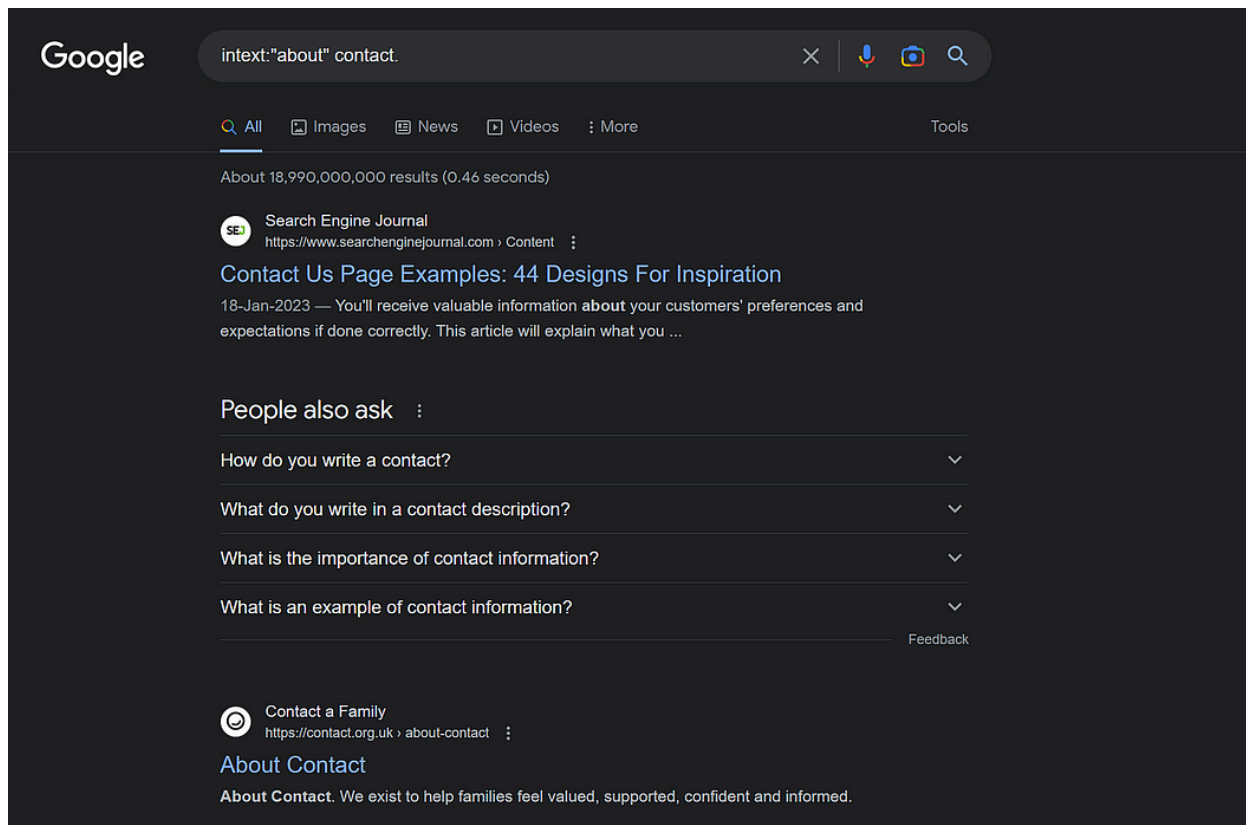 Google
intext:"about" contact.
All Images News Videos More Tools
About 18,990,000,000 results (0.46 seconds)
SEJ
Search Engine Journal
https://www.searchenginejournal.com › Content
Contact Us Page Examples: 44 Designs For Inspiration
18-Jan-2023 — You'll receive valuable information about your customers' preferences and
expectations if done correctly. This article will explain what you ...
People also ask
How do you write a contact?
What do you write in a contact description?
What is the importance of contact information?
What is an example of contact information?
Feedback
Contact a Family
https://contact.org.uk › about-contact
About Contact
About Contact. We exist to help families feel valued, supported, confident and informed.